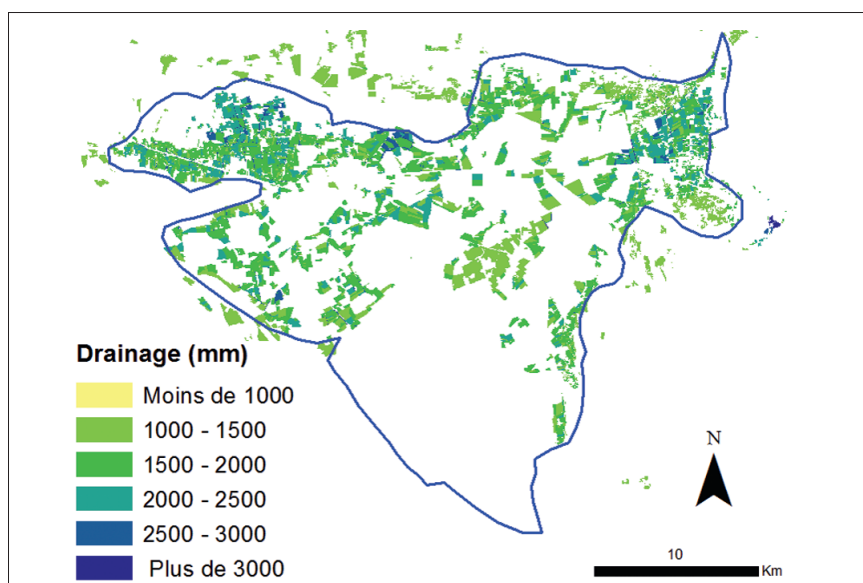 Drainage (mm)
Moins de 1000
1000 - 1500
1500 - 2000
2000 - 2500
2500 - 3000
Plus de 3000
N
10
Km